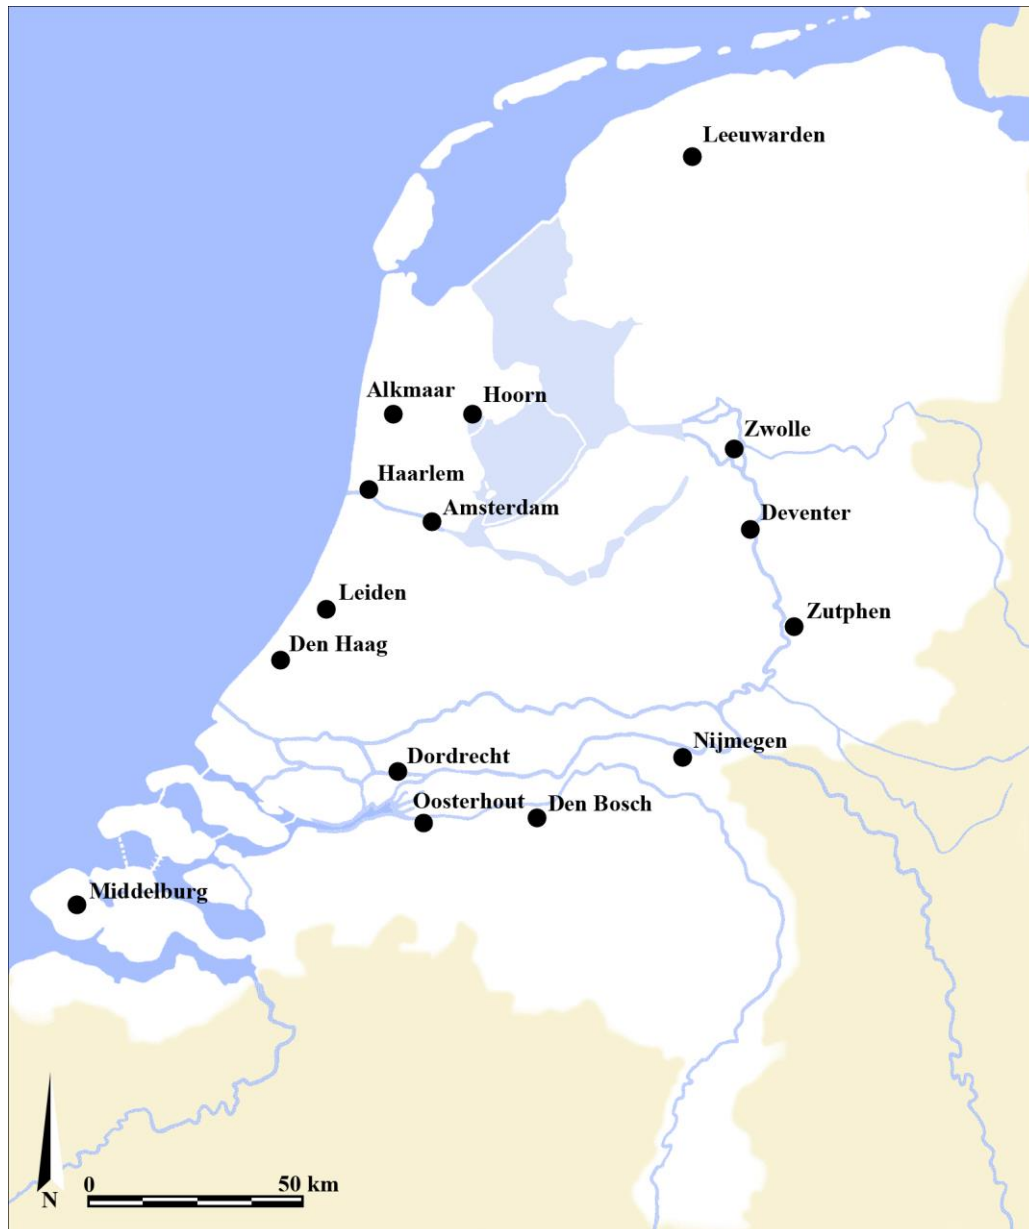 Leeuwarden
Alkmaar
Hoorn
Zwolle
Haarlem
Amsterdam
Deventer
Leiden
Zutphen
Den Haag
Nijmegen
Dordrecht
Oosterhout
Den Bosch
Middelburg
N
0 50 km